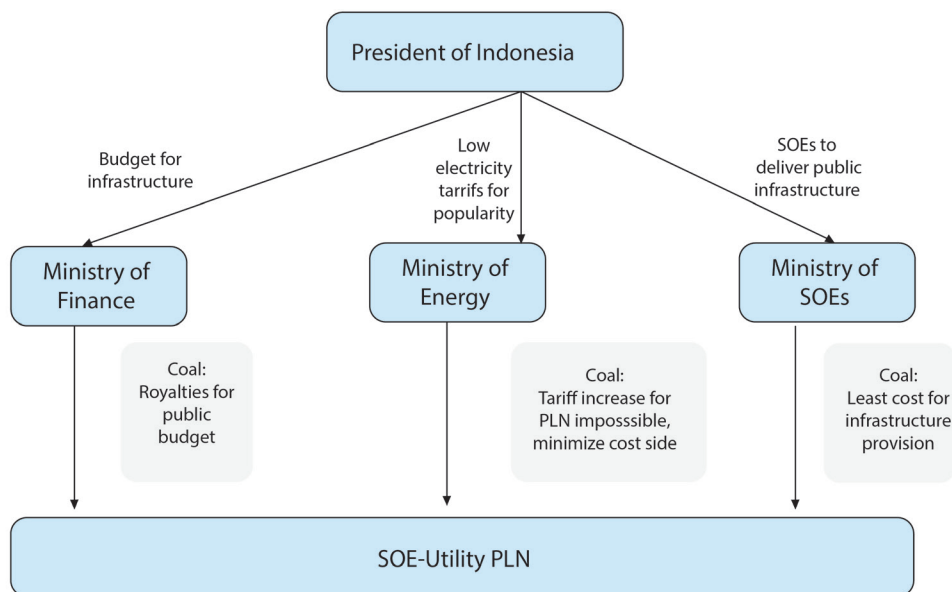 President of Indonesia
Budget for
infrastructure
Low
electricity
tarrifs for
popularity
SOEs to
deliver public
infrastructure
Ministry of
Finance
Ministry of
Energy
Ministry of
SOEs
Coal:
Royalties for
public
budget
Coal:
Tariff increase for
PLN imposssible,
minimize cost side
Coal:
Least cost for
infrastructure
provision
SOE-Utility PLN